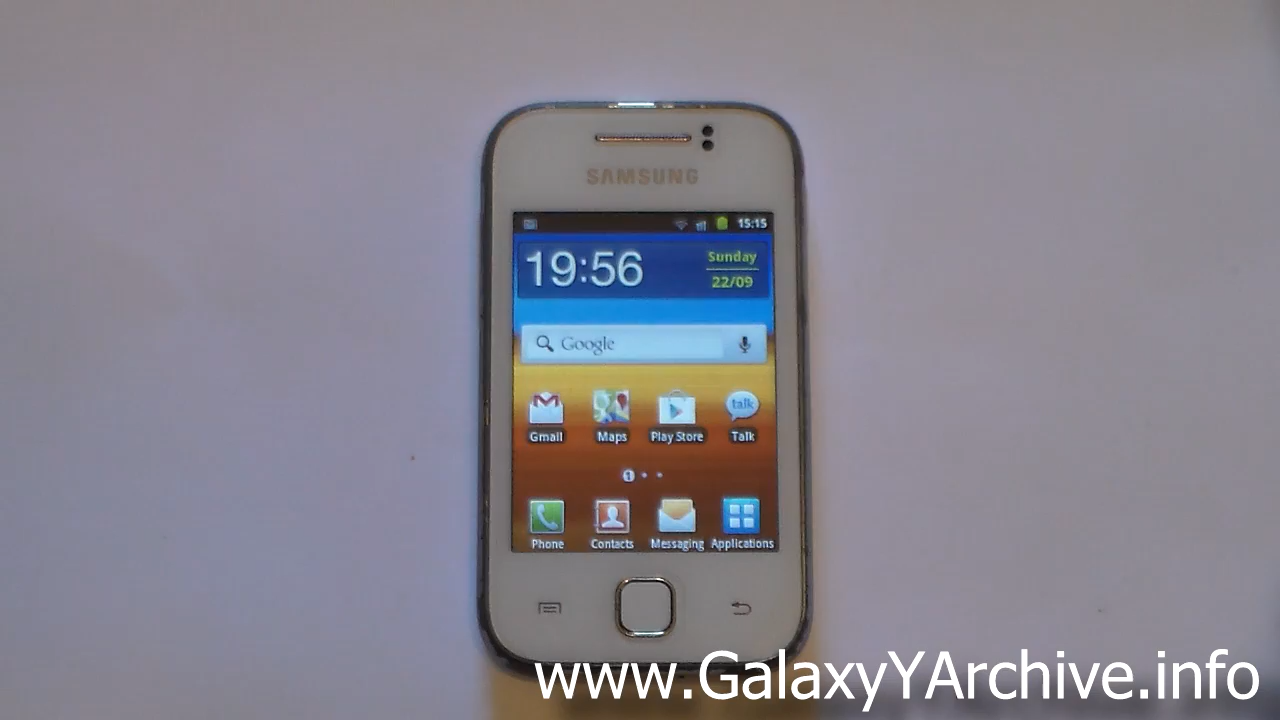 SAMSUNG
15:15
19:56
Sunday
22/09
Google
talk
Gmail
Maps
Play Store
Talk
1
Phone
Contacts
Messaging
Applications
www.GalaxyYArchive.info